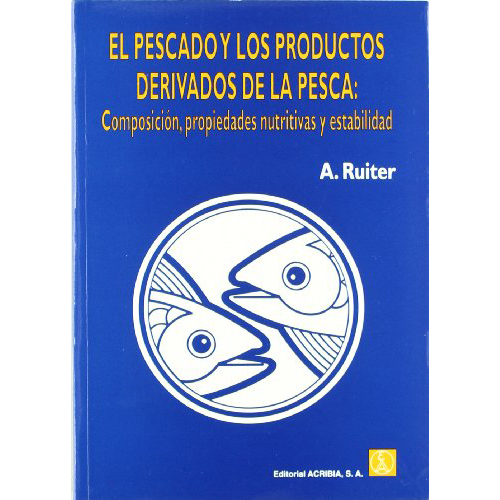 EL PESCADO Y LOS PRODUCTOS
DERIVADOS DE LA PESCA:
Composición, propiedades nutritivas y estabilidad
A. Ruiter
Editorial ACRIBIA, S. A.